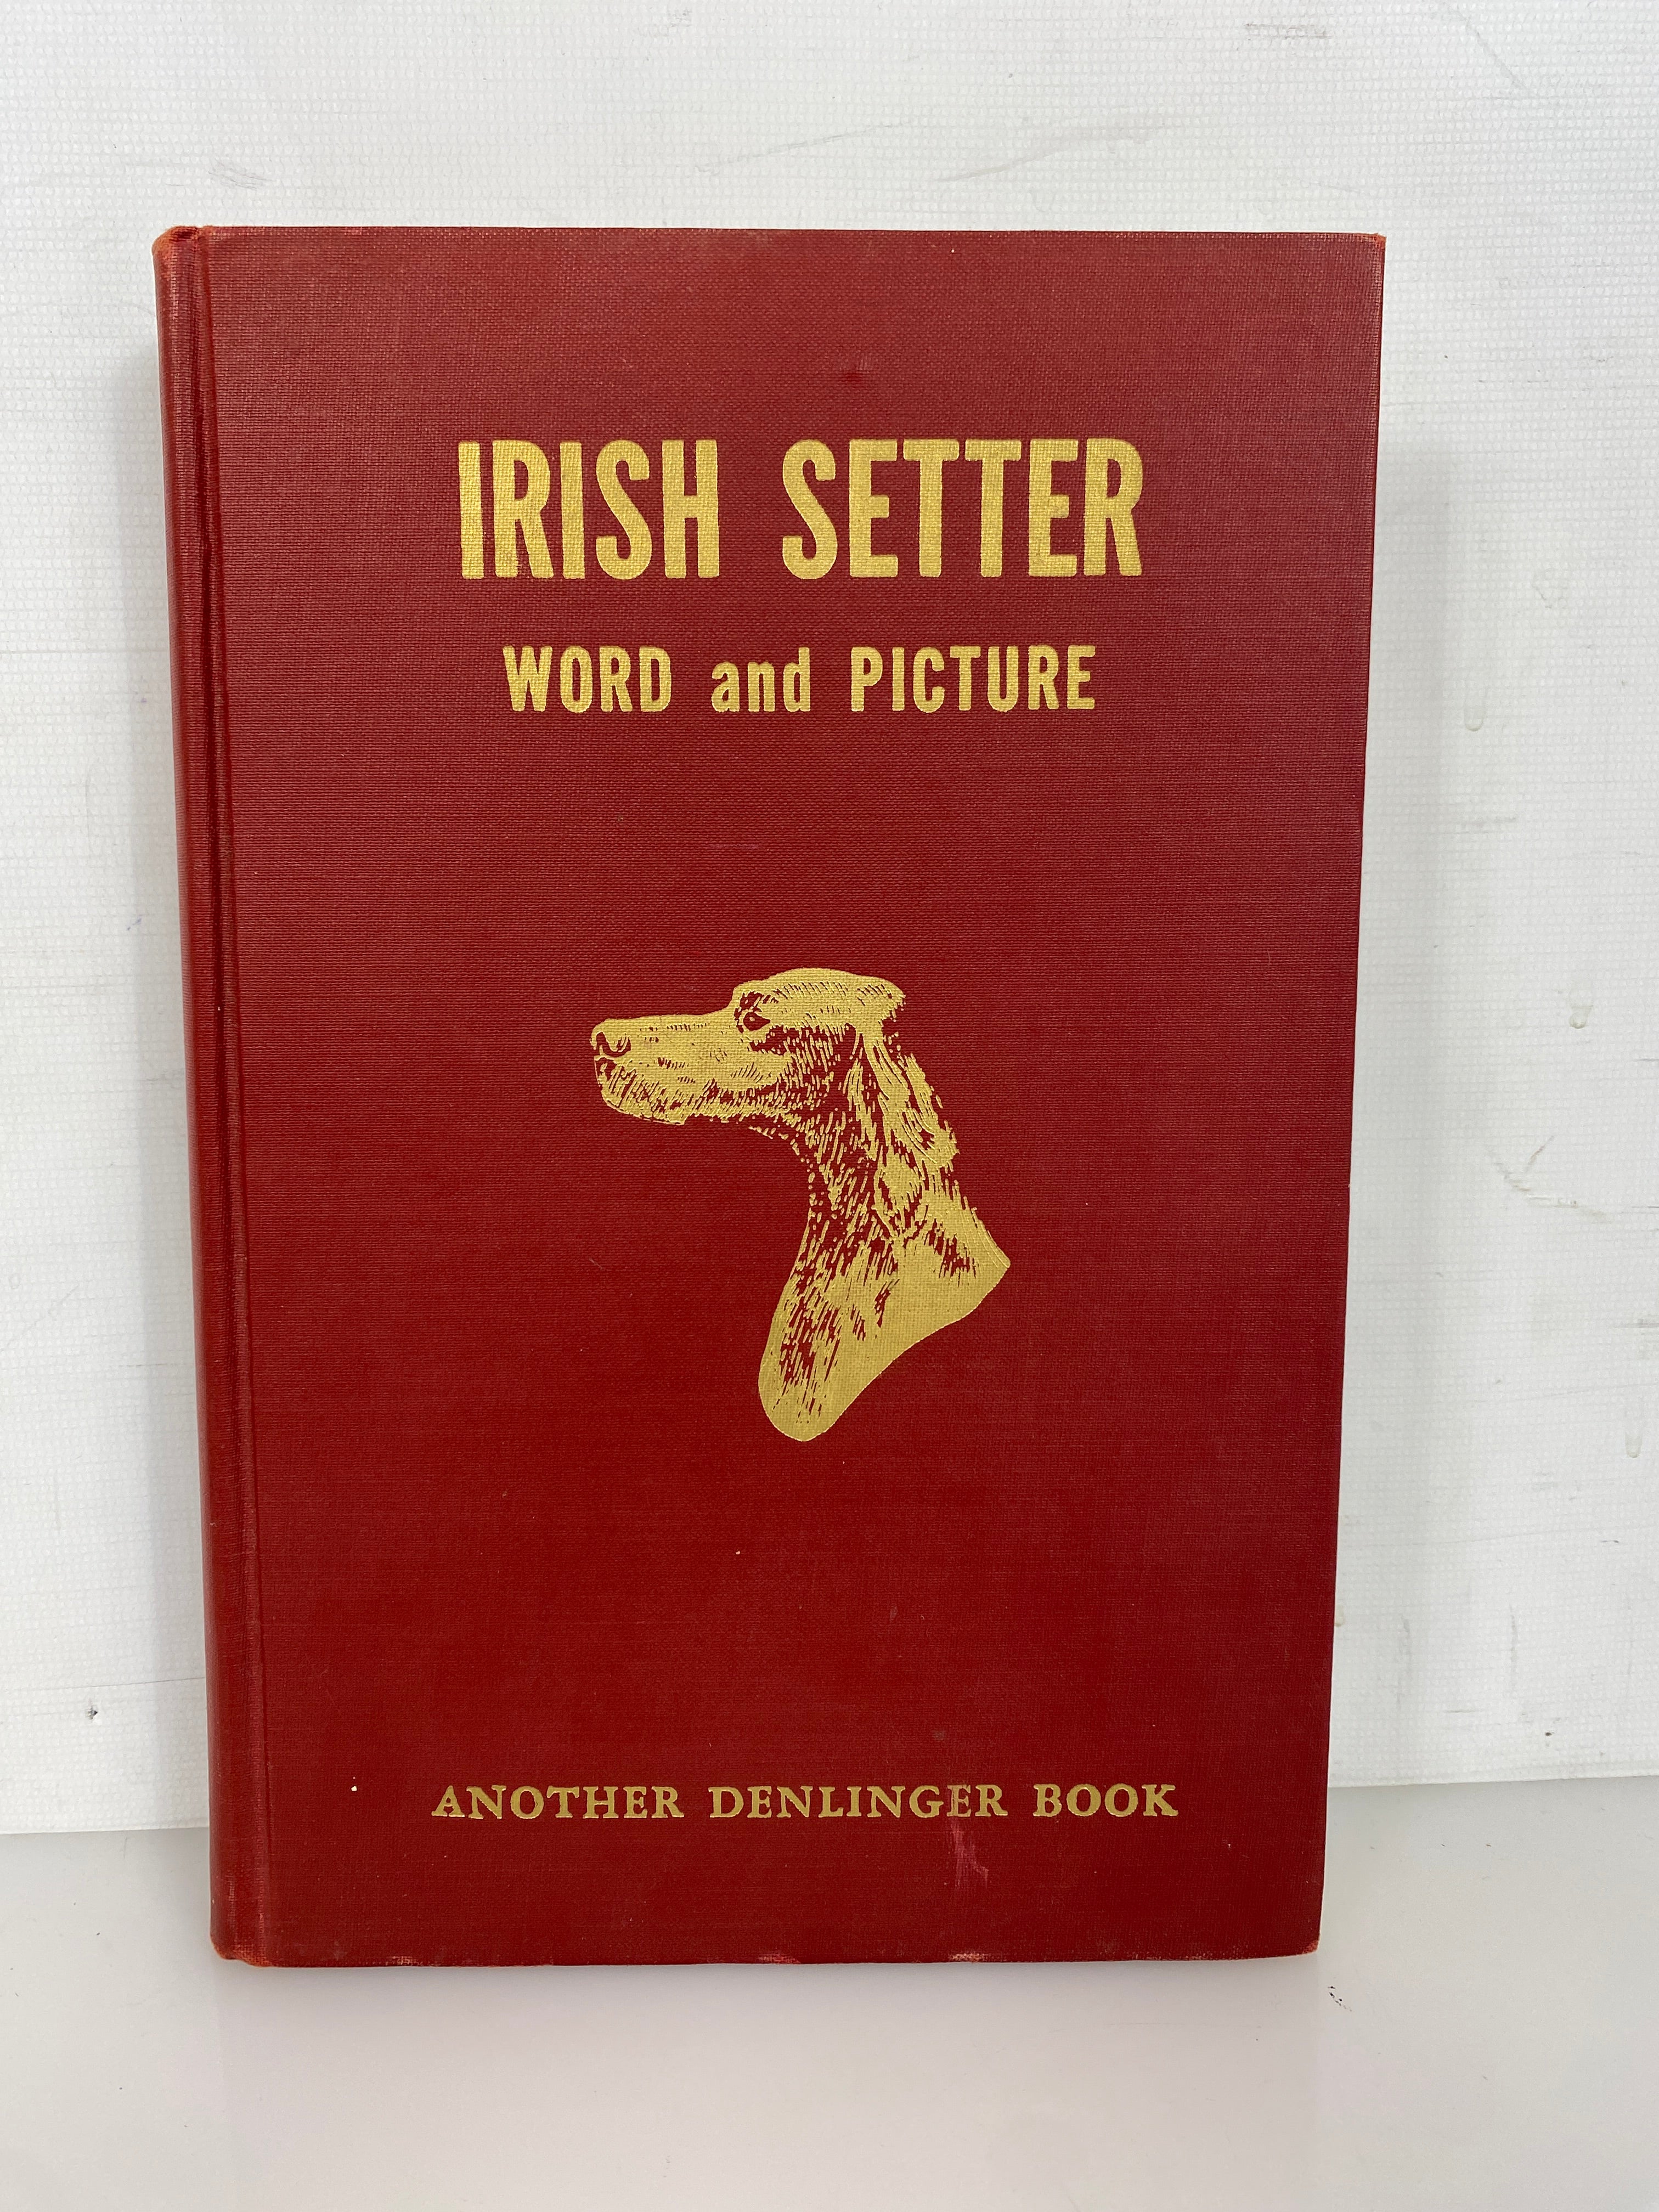 IRISH SETTER
WORD and PICTURE
ANOTHER DENLINGER BOOK